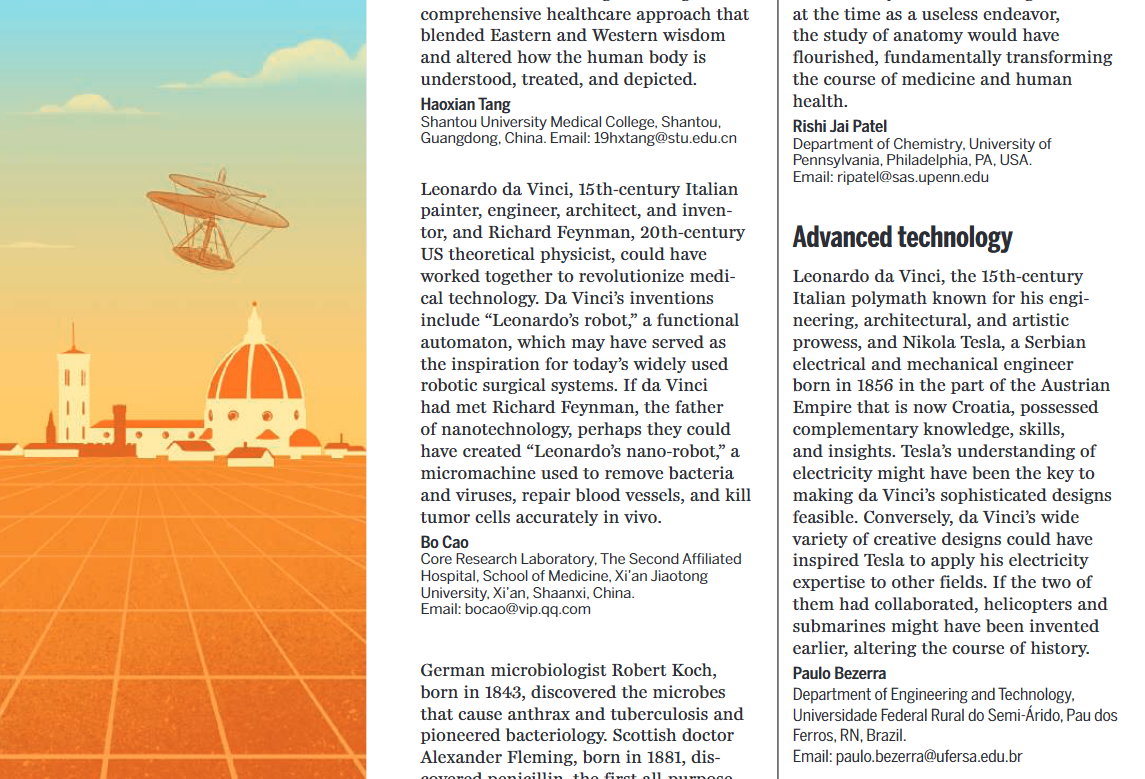 comprehensive healthcare approach that
blended Eastern and Western wisdom
and altered how the human body is
understood, treated, and depicted.
Haoxian Tang
Shantou University Medical College, Shantou,
Guangdong, China. Email: 19hxtang@stu.edu.cn
Leonardo da Vinci, 15th-century Italian
painter, engineer, architect, and inven-
tor, and Richard Feynman, 20th-century
US theoretical physicist, could have
worked together to revolutionize medi-
cal technology. Da Vinci’s inventions
include “Leonardo’s robot,” a functional
automaton, which may have served as
the inspiration for today’s widely used
robotic surgical systems. If da Vinci
had met Richard Feynman, the father
of nanotechnology, perhaps they could
have created “Leonardo’s nano-robot,” a
micromachine used to remove bacteria
and viruses, repair blood vessels, and kill
tumor cells accurately in vivo.
Bo Cao
Core Research Laboratory, The Second Affiliated
Hospital, School of Medicine, Xi’an Jiaotong
University, Xi’an, Shaanxi, China.
Email: bocao@vip.qq.com
German microbiologist Robert Koch,
born in 1843, discovered the microbes
that cause anthrax and tuberculosis and
pioneered bacteriology. Scottish doctor
Alexander Fleming, born in 1881, dis-
covered penicillin, the first all-purpose
at the time as a useless endeavor,
the study of anatomy would have
flourished, fundamentally transforming
the course of medicine and human
health.
Rishi Jai Patel
Department of Chemistry, University of
Pennsylvania, Philadelphia, PA, USA.
Email: ripatel@sas.upenn.edu
Advanced technology
Leonardo da Vinci, the 15th-century
Italian polymath known for his engi-
neering, architectural, and artistic
prowess, and Nikola Tesla, a Serbian
electrical and mechanical engineer
born in 1856 in the part of the Austrian
Empire that is now Croatia, possessed
complementary knowledge, skills,
and insights. Tesla’s understanding of
electricity might have been the key to
making da Vinci’s sophisticated designs
feasible. Conversely, da Vinci’s wide
variety of creative designs could have
inspired Tesla to apply his electricity
expertise to other fields. If the two of
them had collaborated, helicopters and
submarines might have been invented
earlier, altering the course of history.
Paulo Bezerra
Department of Engineering and Technology,
Universidade Federal Rural do Semi-Árido, Pau dos
Ferros, RN, Brazil.
Email: paulo.bezerra@ufersa.edu.br